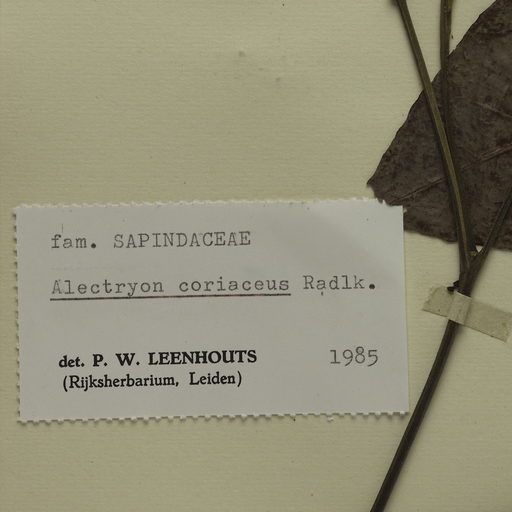 fam. SAPINDACEAE
Alectryon coriaceus Radlk.
det. P. W. LEENHOUTS 1985
(Rijksherbarium, Leiden)